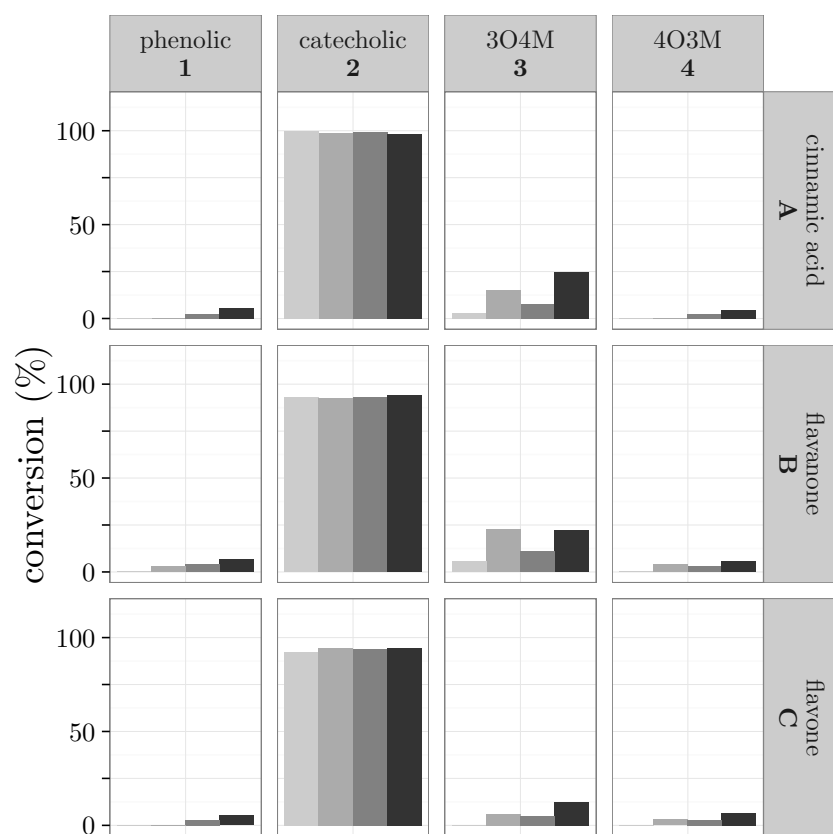 phenolic
1
catecholic
2
3O4M
3
4O3M
4
conversion (%)
100
50
0
cinnamic acid
A
100
50
0
flavanone
B
100
50
0
flavone
C